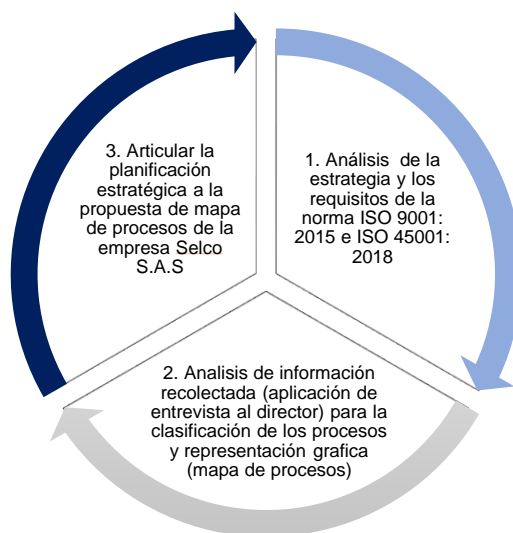 1. Análisis de la
estrategia y los
requisitos de la
norma ISO 9001:
2015 e ISO 45001:
2018
2. Analisis de información
recolectada (aplicación de
entrevista al director) para la
clasificación de los procesos
y representación grafica
(mapa de procesos)
3. Articular la
planificación
estratégica a la
propuesta de mapa
de procesos de la
empresa Selco
S.A.S